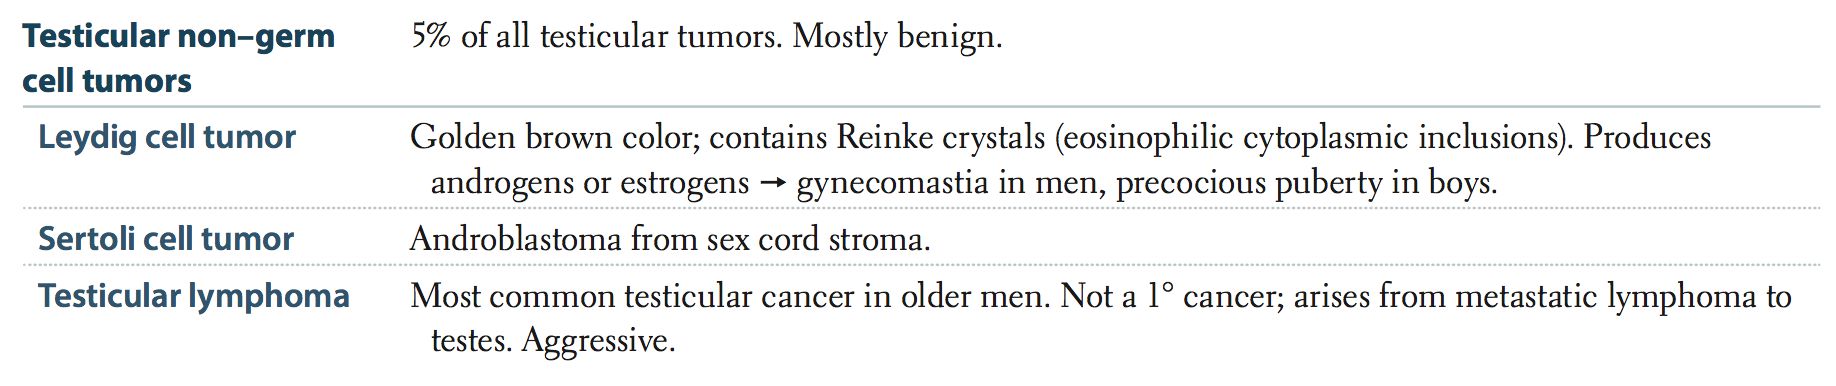 Testicular non–germ cell tumors
5% of all testicular tumors. Mostly benign.
Leydig cell tumor
Golden brown color; contains Reinke crystals (eosinophilic cytoplasmic inclusions). Produces
androgens or estrogens → gynecomastia in men, precocious puberty in boys.
Sertoli cell tumor
Androblastoma from sex cord stroma.
Testicular lymphoma
Most common testicular cancer in older men. Not a 1° cancer; arises from metastatic lymphoma to
testes. Aggressive.